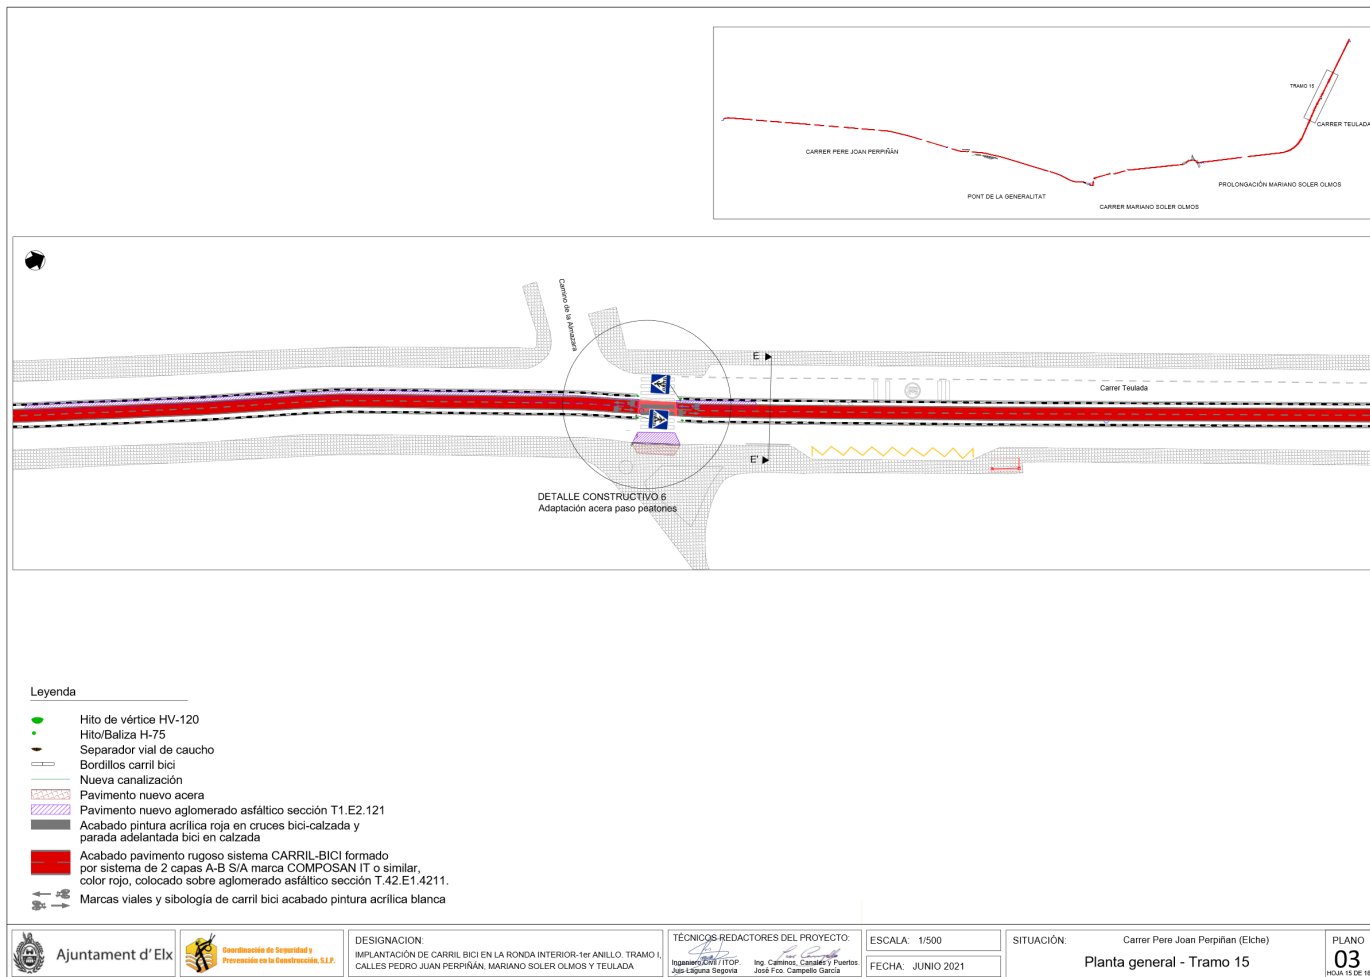 TRAMO 15
CARRER TEULADA
CARRER PERE JOAN PERPIÑÁN
PROLONGACIÓN MARIANO SOLER OLMOS
PONT DE LA GENERALITAT
CARRER MARIANO SOLER OLMOS
Camino de la Almazara
E
Carrer Teulada
E'
DETALLE CONSTRUCTIVO 6
Adaptación acera paso peatones
Leyenda
Hito de vértice HV-120
Hito/Baliza H-75
Separador vial de caucho
Bordillos carril bici
Nueva canalización
Pavimento nuevo acera
Pavimento nuevo aglomerado asfáltico sección T1.E2.121
Acabado pintura acrílica roja en cruces bici-calzada y
parada adelantada bici en calzada
Acabado pavimento rugoso sistema CARRIL-BICI formado
por sistema de 2 capas A-B S/A marca COMPOSAN IT o similar,
color rojo, colocado sobre aglomerado asfáltico sección T.42.E1.4211.
Marcas viales y sibología de carril bici acabado pintura acrílica blanca
Ajuntament d'Elx
Coordinación de Seguridad y
Prevención en la Construcción, S.L.P.
DESIGNACION:
IMPLANTACIÓN DE CARRIL BICI EN LA RONDA INTERIOR-1er ANILLO. TRAMO I,
CALLES PEDRO JUAN PERPIÑÁN, MARIANO SOLER OLMOS Y TEULADA
TÉCNICOS REDACTORES DEL PROYECTO:
Ingeniero Civil / ITOP.
Juis Laguna Segovia
Ing. Caminos, Canales y Puertos.
José Fco. Campello García
ESCALA: 1/500
FECHA: JUNIO 2021
SITUACIÓN:
Carrer Pere Joan Perpiñan (Elche)
Planta general - Tramo 15
PLANO
03
HOJA 15 DE 18